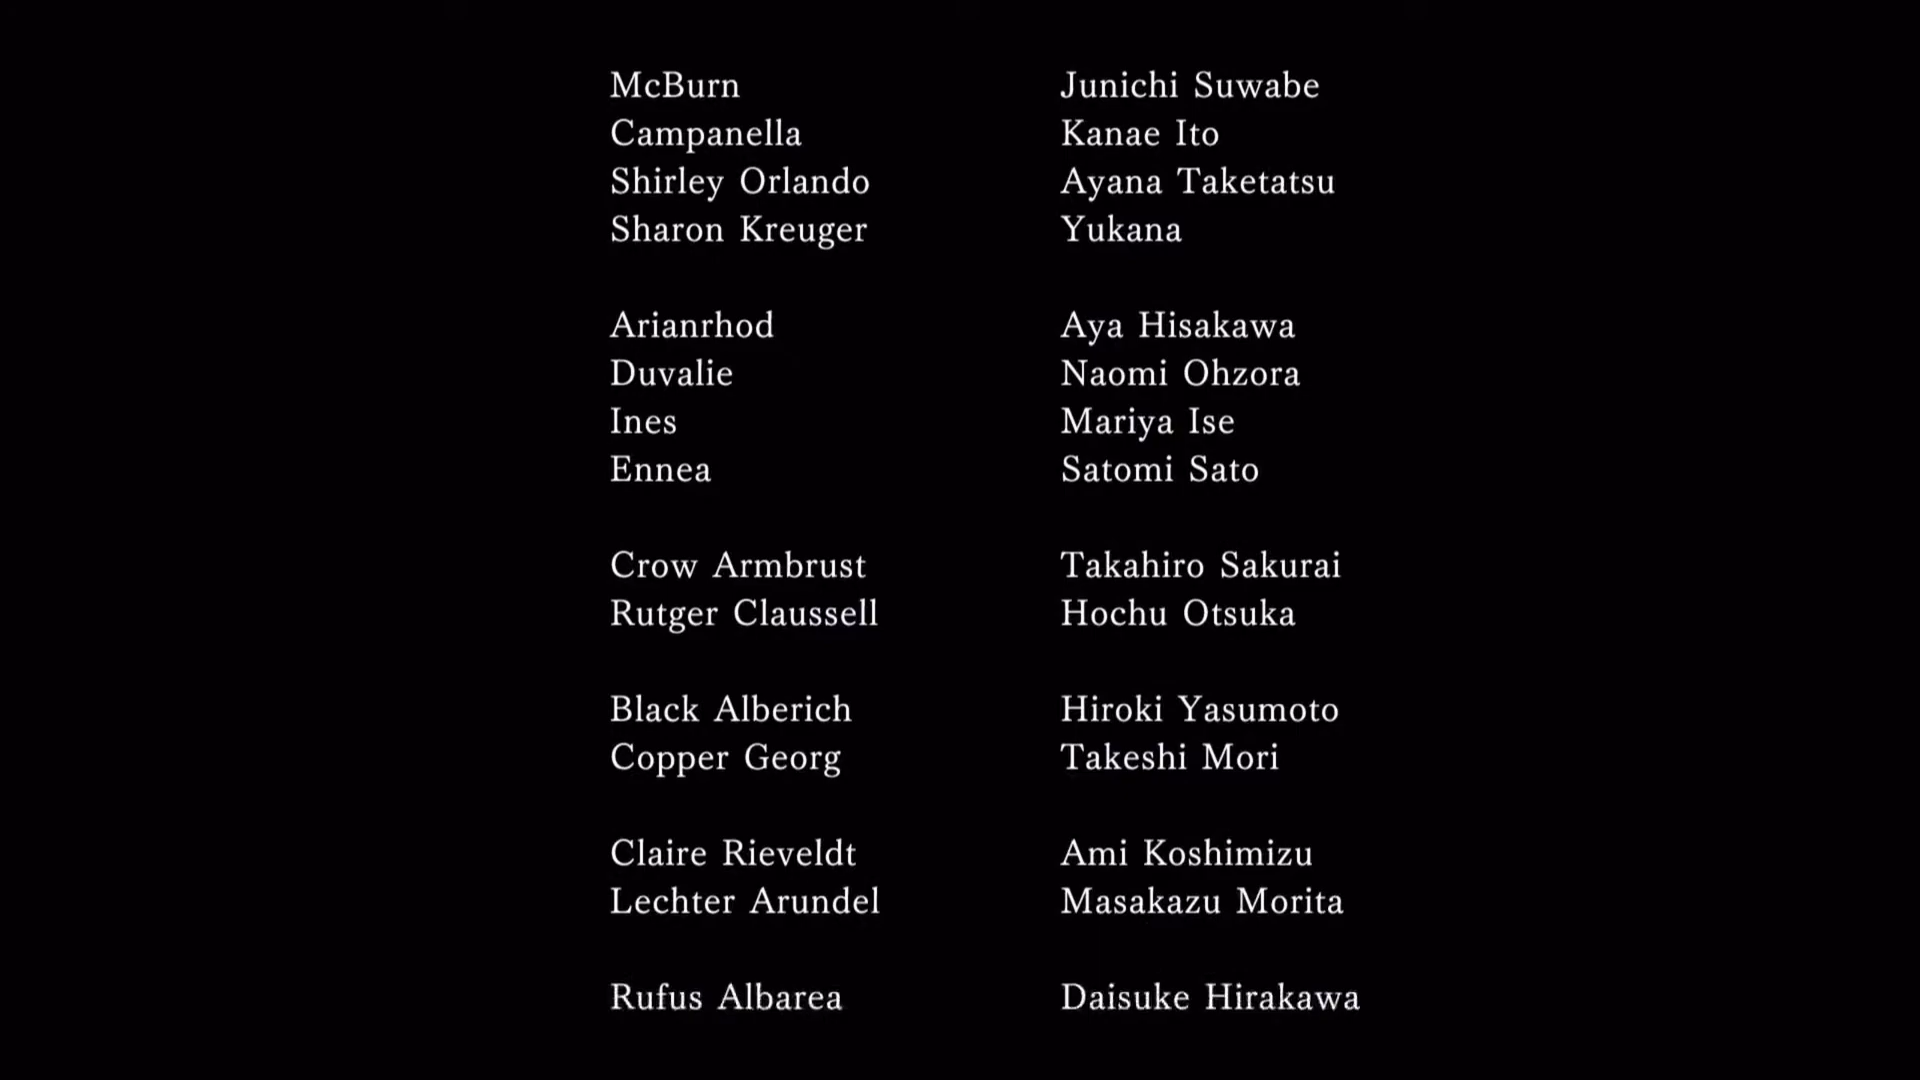 McBurn Junichi Suwabe
Campanella Kanae Ito
Shirley Orlando Ayana Taketatsu
Sharon Kreuger Yukana
Arianrhod Aya Hisakawa
Duvalie Naomi Ohzora
Ines Mariya Ise
Ennea Satomi Sato
Crow Armbrust Takahiro Sakurai
Rutger Claussell Hochu Otsuka
Black Alberich Hiroki Yasumoto
Copper Georg Takeshi Mori
Claire Rieveldt Ami Koshimizu
Lechter Arundel Masakazu Morita
Rufus Albarea Daisuke Hirakawa